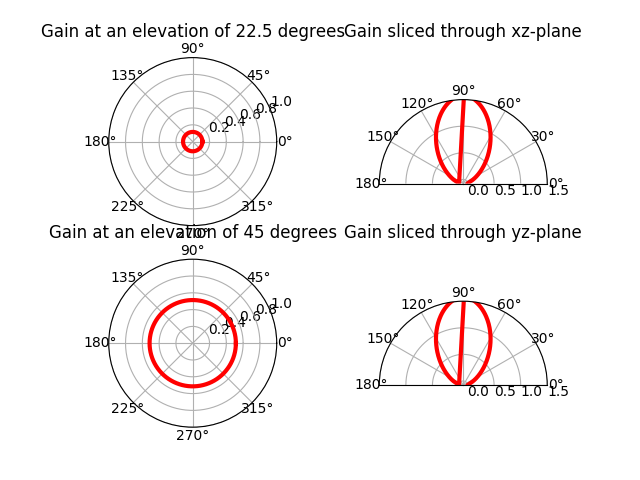 Gain at an elevation of 22.5 degrees
90°
135° 45°
180° 0°
225° 315°
270°
0.2 0.4 0.6 0.8 1.0
Gain sliced through xz-plane
90°
120° 60°
150° 30°
180° 0°
0.0 0.5 1.0 1.5
Gain at an elevation of 45 degrees
90°
135° 45°
180° 0°
225° 315°
270°
0.2 0.4 0.6 0.8 1.0
Gain sliced through yz-plane
90°
120° 60°
150° 30°
180° 0°
0.0 0.5 1.0 1.5